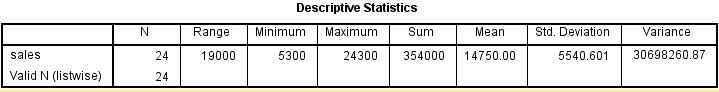 Descriptive Statistics
N Range Minimum Maximum Sum Mean Std. Deviation Variance
sales 24 19000 5300 24300 354000 14750.00 5540.601 30698260.87
Valid N (listwise) 24